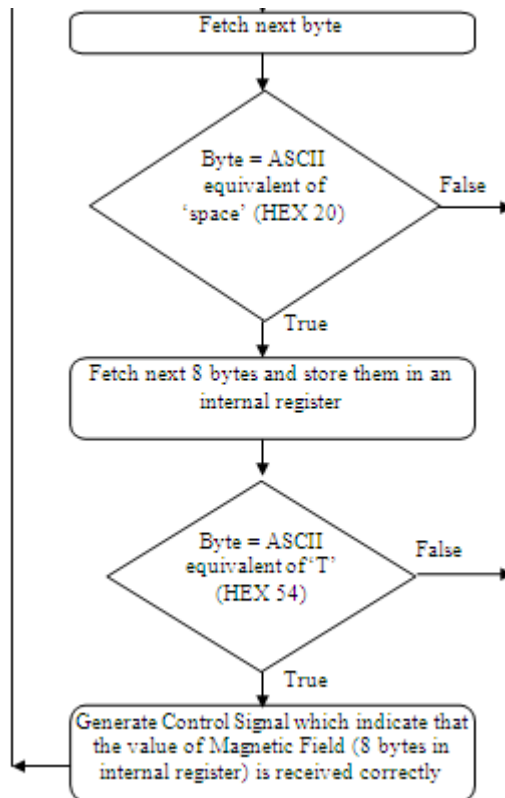 Fetch next byte
Byte = ASCII
equivalent of
‘space’ (HEX 20)
False
True
Fetch next 8 bytes and store them in an
internal register
Byte = ASCII
equivalent of ‘T’
(HEX 54)
False
True
Generate Control Signal which indicate that
the value of Magnetic Field (8 bytes in
internal register) is received correctly